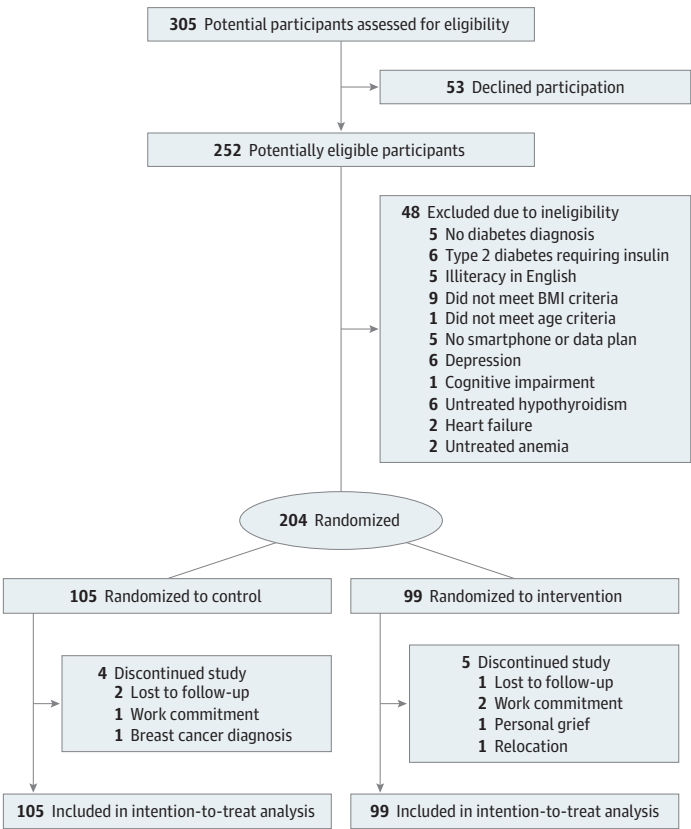 305 Potential participants assessed for eligibility
53 Declined participation
252 Potentially eligible participants
48 Excluded due to ineligibility
5 No diabetes diagnosis
6 Type 2 diabetes requiring insulin
5 Illiteracy in English
9 Did not meet BMI criteria
1 Did not meet age criteria
5 No smartphone or data plan
6 Depression
1 Cognitive impairment
6 Untreated hypothyroidism
2 Heart failure
2 Untreated anemia
204 Randomized
105 Randomized to control
99 Randomized to intervention
4 Discontinued study
2 Lost to follow-up
1 Work commitment
1 Breast cancer diagnosis
5 Discontinued study
1 Lost to follow-up
2 Work commitment
1 Personal grief
1 Relocation
105 Included in intention-to-treat analysis
99 Included in intention-to-treat analysis